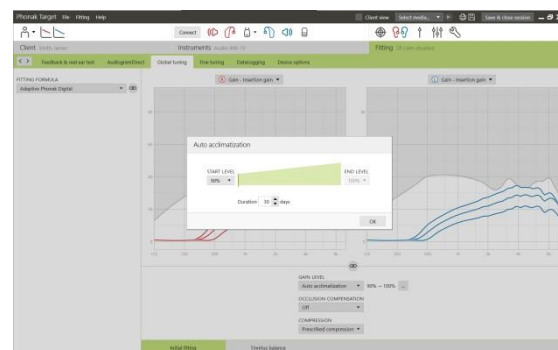 Phonak Target File Fitting Help
Client view Select media... Save & close session
Connect
Client Instruments Fitting
Feedback & real ear test AudiogramDirect Global tuning Fine tuning Datalogging Device options
FITTING FORMULA
Adaptive Phonak Digital
Gain - Insertion gain
Gain - Insertion gain
Auto acclimatization
START LEVEL END LEVEL
90% 100%
Duration 30 days
OK
GAIN LEVEL
Auto acclimatization 90% – 100% ...
OCCLUSION COMPENSATION
Off
COMPRESSION
Prescribed compression
Initial Fitting Tinnitus balance